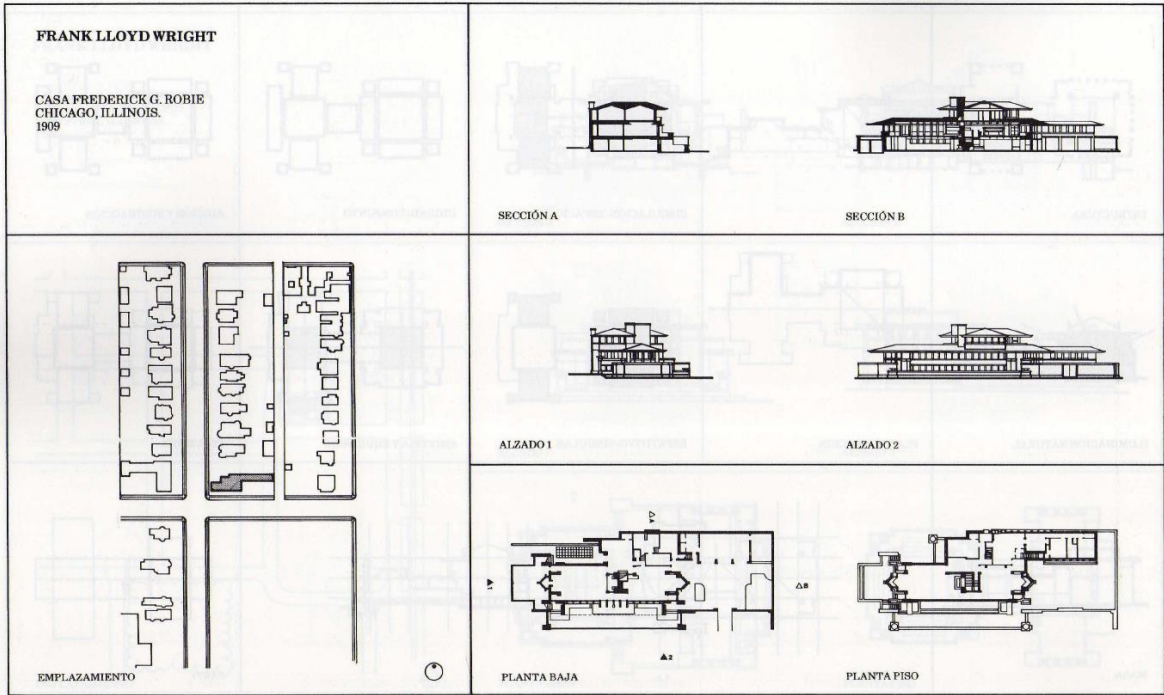 FRANK LLOYD WRIGHT
CASA FREDERICK G. ROBIE
CHICAGO, ILLINOIS.
1909
SECCIÓN A
SECCIÓN B
ALZADO 1
ALZADO 2
EMPLAZAMIENTO
PLANTA BAJA
B
2
PLANTA PISO